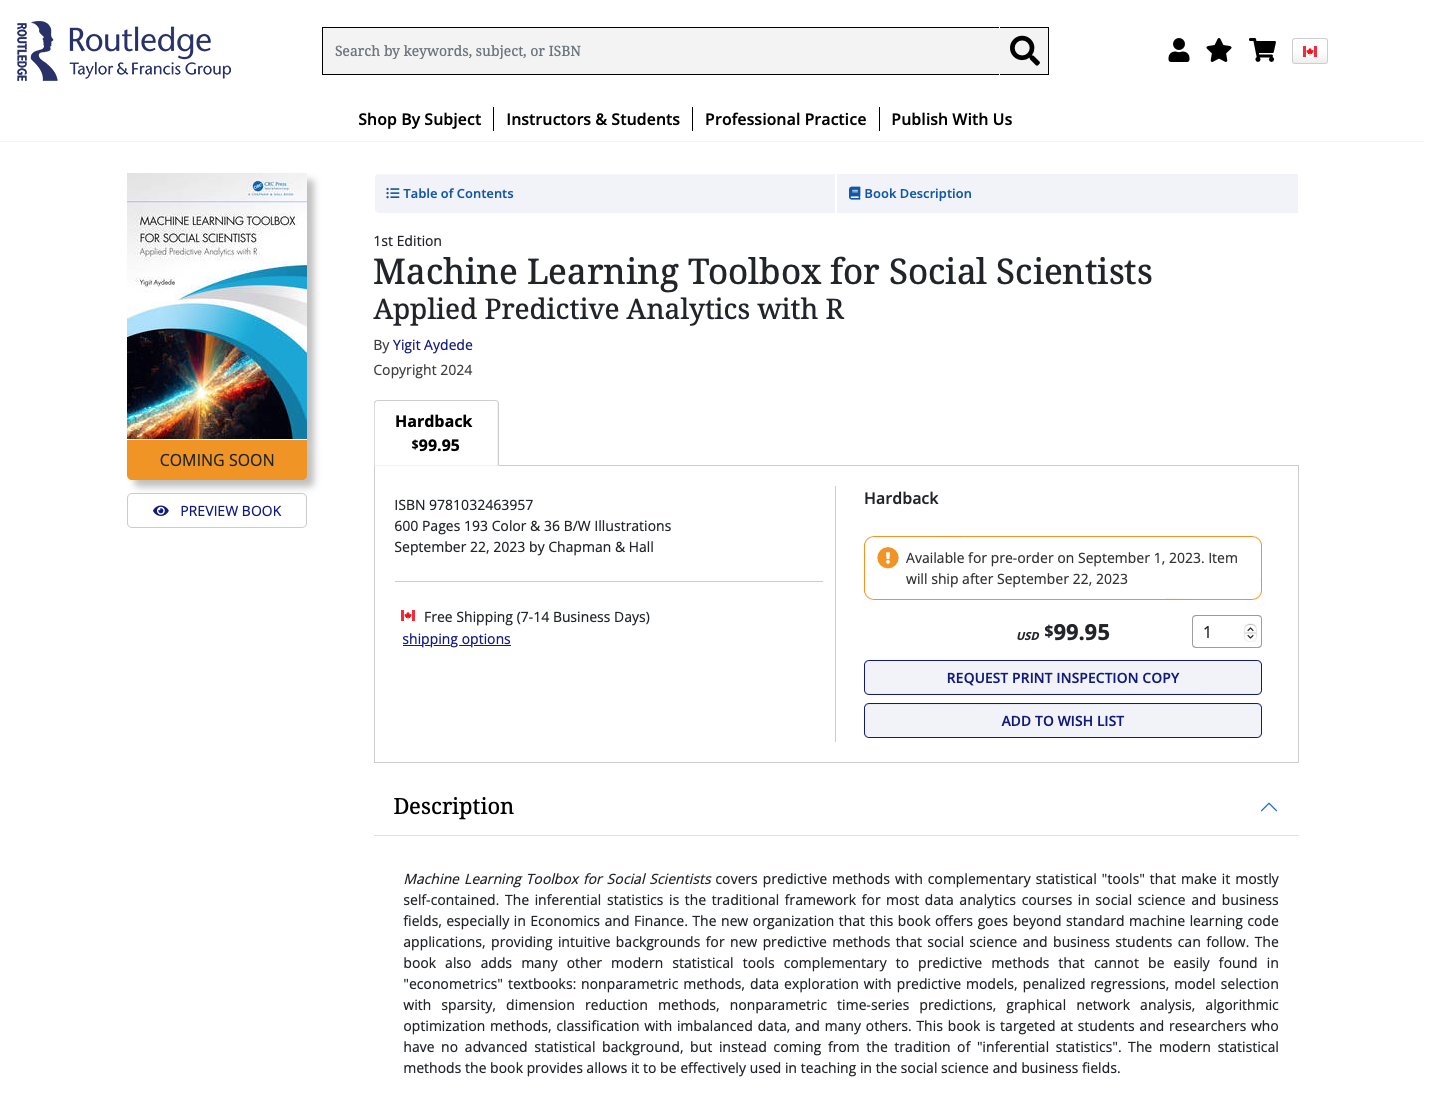 ROUTLEDGE
Routledge
Taylor & Francis Group
Search by keywords, subject, or ISBN
Shop By Subject
Instructors & Students
Professional Practice
Publish With Us
CRC Press
MACHINE LEARNING TOOLBOX
FOR SOCIAL SCIENTISTS
Applied Predictive Analytics with R
Yigit Aydede
COMING SOON
PREVIEW BOOK
Table of Contents
Book Description
1st Edition
Machine Learning Toolbox for Social Scientists
Applied Predictive Analytics with R
By Yigit Aydede
Copyright 2024
Hardback
$99.95
ISBN 9781032463957
600 Pages 193 Color & 36 B/W Illustrations
September 22, 2023 by Chapman & Hall
Free Shipping (7-14 Business Days)
shipping options
Hardback
Available for pre-order on September 1, 2023. Item
will ship after September 22, 2023
USD $99.95
1
REQUEST PRINT INSPECTION COPY
ADD TO WISH LIST
Description
Machine Learning Toolbox for Social Scientists covers predictive methods with complementary statistical "tools" that make it mostly
self-contained. The inferential statistics is the traditional framework for most data analytics courses in social science and business
fields, especially in Economics and Finance. The new organization that this book offers goes beyond standard machine learning code
applications, providing intuitive backgrounds for new predictive methods that social science and business students can follow. The
book also adds many other modern statistical tools complementary to predictive methods that cannot be easily found in
"econometrics" textbooks: nonparametric methods, data exploration with predictive models, penalized regressions, model selection
with sparsity, dimension reduction methods, nonparametric time-series predictions, graphical network analysis, algorithmic
optimization methods, classification with imbalanced data, and many others. This book is targeted at students and researchers who
have no advanced statistical background, but instead coming from the tradition of "inferential statistics". The modern statistical
methods the book provides allows it to be effectively used in teaching in the social science and business fields.